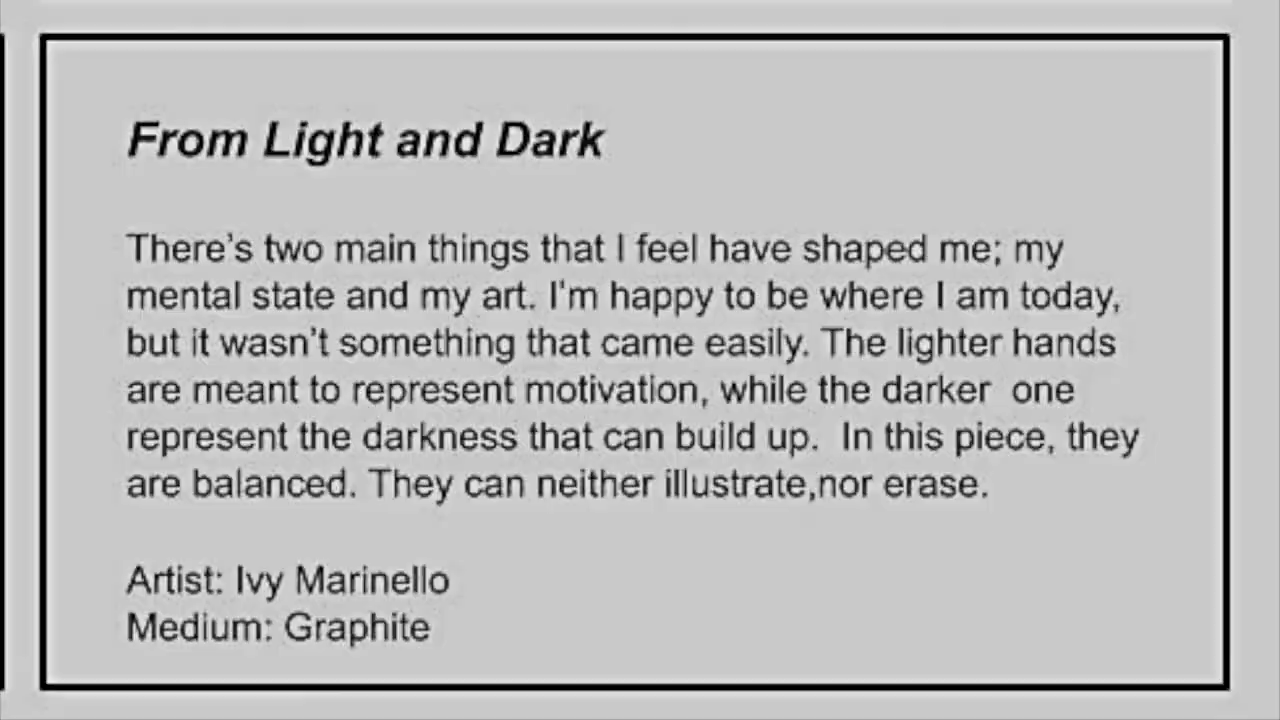 From Light and Dark
There’s two main things that I feel have shaped me; my
mental state and my art. I’m happy to be where I am today,
but it wasn’t something that came easily. The lighter hands
are meant to represent motivation, while the darker  one
represent the darkness that can build up.  In this piece, they
are balanced. They can neither illustrate,nor erase.
Artist: Ivy Marinello
Medium: Graphite